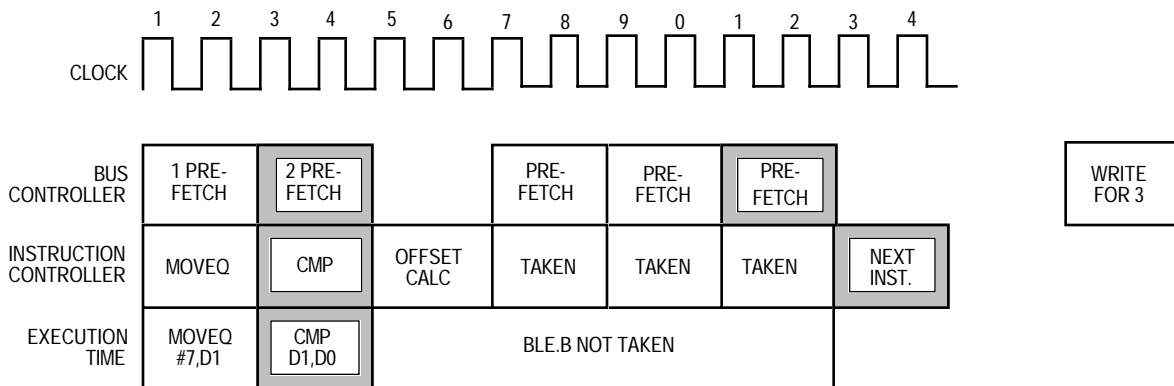 1 2 3 4 5 6 7 8 9 0 1 2 3 4
CLOCK
BUS
CONTROLLER
1 PRE-
FETCH
2 PRE-
FETCH
PRE-
FETCH
PRE-
FETCH
PRE-
FETCH
WRITE
FOR 3
INSTRUCTION
CONTROLLER
MOVEQ
CMP
OFFSET
CALC
TAKEN
TAKEN
TAKEN
NEXT
INST.
EXECUTION
TIME
MOVEQ
#7,D1
CMP
D1,D0
BLE.B NOT TAKEN